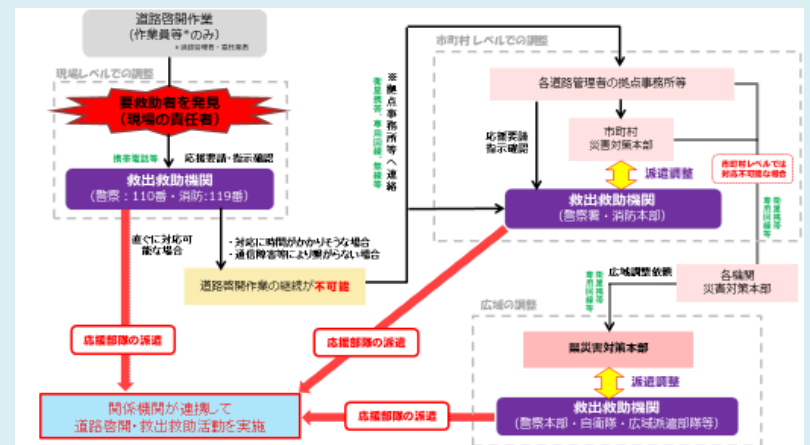 道路啓開作業
(作業員等*のみ)
*道路管理者・委託業者
現場レベルでの調整
要救助者を発見
(現場の責任者)
携帯電話等
応援要請・指示確認
救出救助機関
(警察:110番・消防:119番)
直ぐに対応可
能な場合
・対応に時間がかかりそうな場合
・通信障害等により繋がらない場合
道路啓開作業の継続が不可能
応援部隊の派遣
関係機関が連携して
道路啓開・救出救助活動を実施
※拠点事務所等へ連絡
衛星携帯、専用回線、無線等
市町村レベルでの調整
各道路管理者の拠点事務所等
応援要請
指示確認
市町村
災害対策本部
派遣調整
救出救助機関
(警察署・消防本部)
市町村レベルでは
対応不可能な場合
衛星携帯
専用回線等
応援部隊の派遣
各機関
災害対策本部
広域調整依頼
衛星携帯
専用回線等
広域の調整
県災害対策本部
派遣調整
救出救助機関
(警察本部・自衛隊・広域派遣部隊等)
応援部隊の派遣